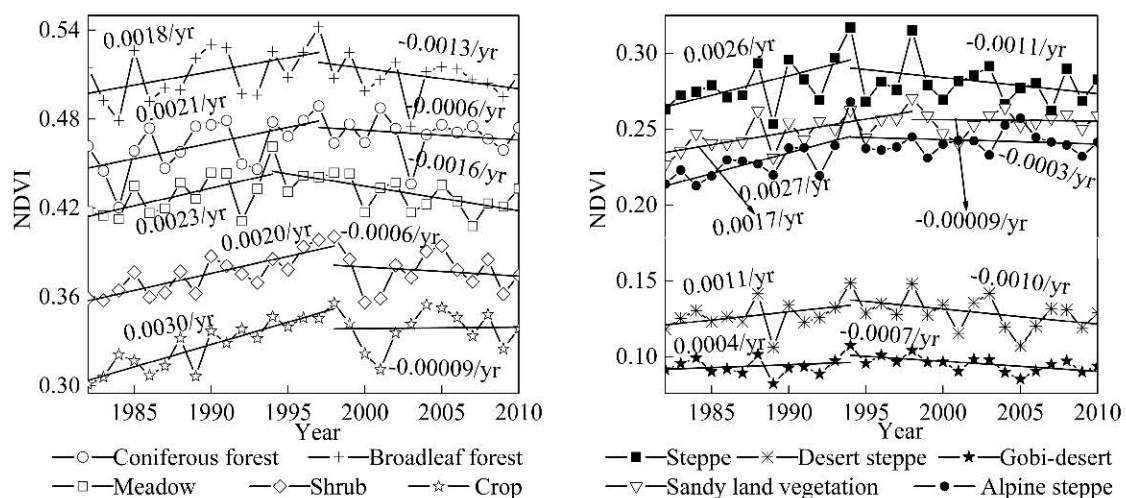 0.54
0.48
0.42
0.36
0.30
NDVI
0.0018/yr
-0.0013/yr
0.0021/yr
-0.0006/yr
-0.0016/yr
0.0023/yr
0.0020/yr
-0.0006/yr
0.0030/yr
-0.00009/yr
1985 1990 1995 2000 2005 2010
Year
Coniferous forest Broadleaf forest
Meadow Shrub Crop
0.30
0.25
0.20
0.15
0.10
NDVI
0.0026/yr
-0.0011/yr
0.0027/yr
-0.0003/yr
0.0017/yr
-0.00009/yr
0.0011/yr
-0.0010/yr
0.0004/yr
-0.0007/yr
1985 1990 1995 2000 2005 2010
Year
Steppe Desert steppe Gobi-desert
Sandy land vegetation Alpine steppe